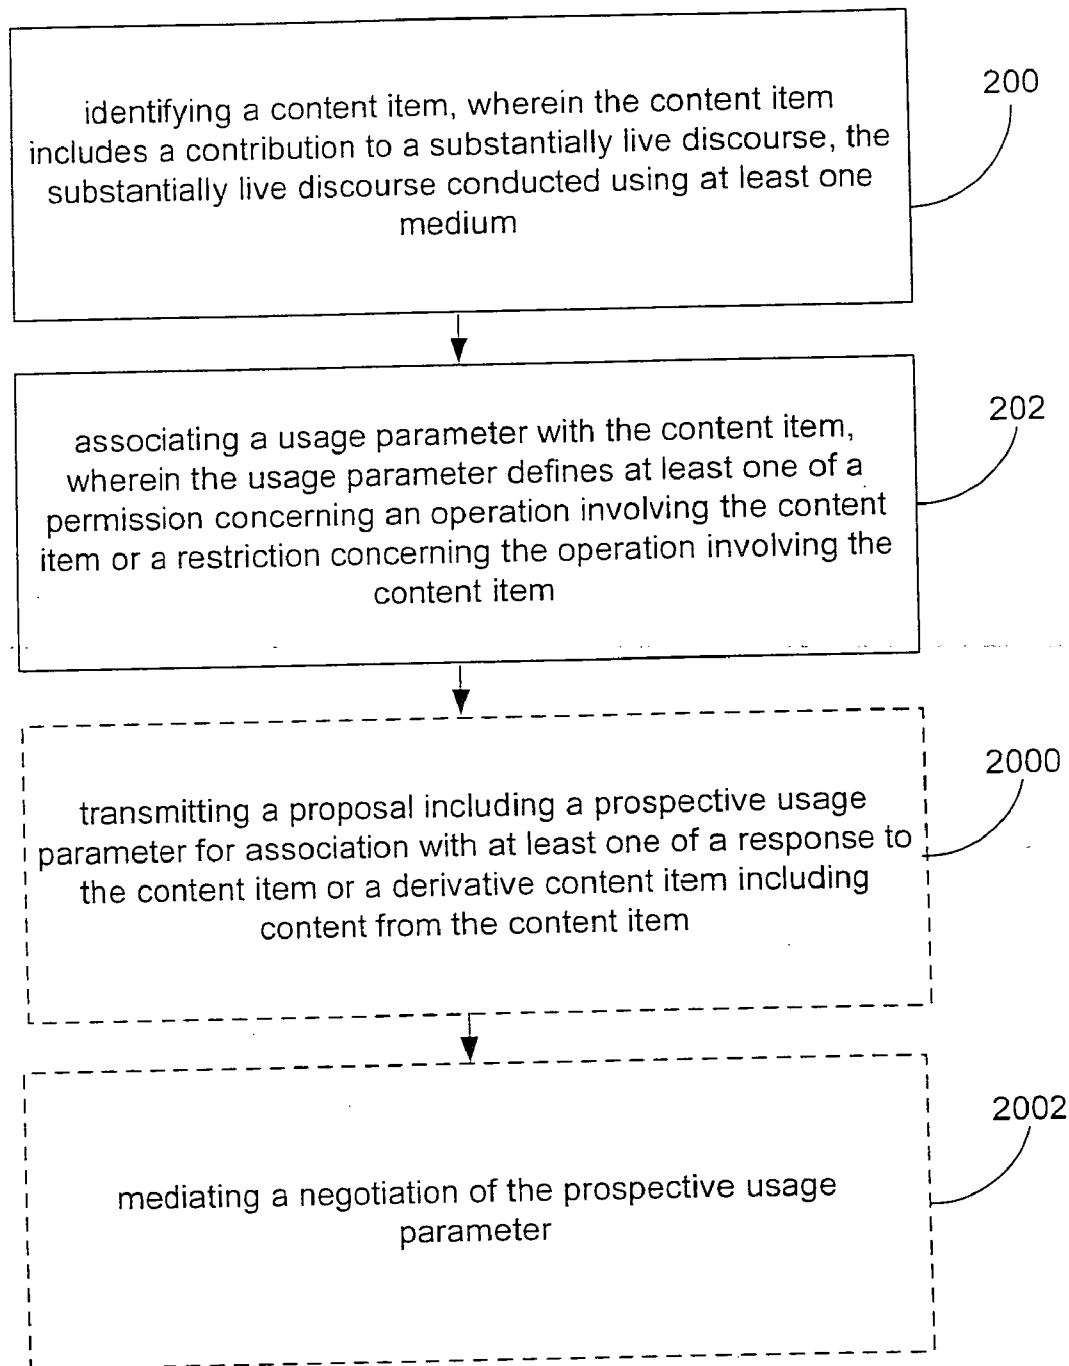 identifying a content item, wherein the content item
includes a contribution to a substantially live discourse, the
substantially live discourse conducted using at least one
medium
200
associating a usage parameter with the content item,
wherein the usage parameter defines at least one of a
permission concerning an operation involving the content
item or a restriction concerning the operation involving the
content item
202
transmitting a proposal including a prospective usage
parameter for association with at least one of a response to
the content item or a derivative content item including
content from the content item
2000
mediating a negotiation of the prospective usage
parameter
2002